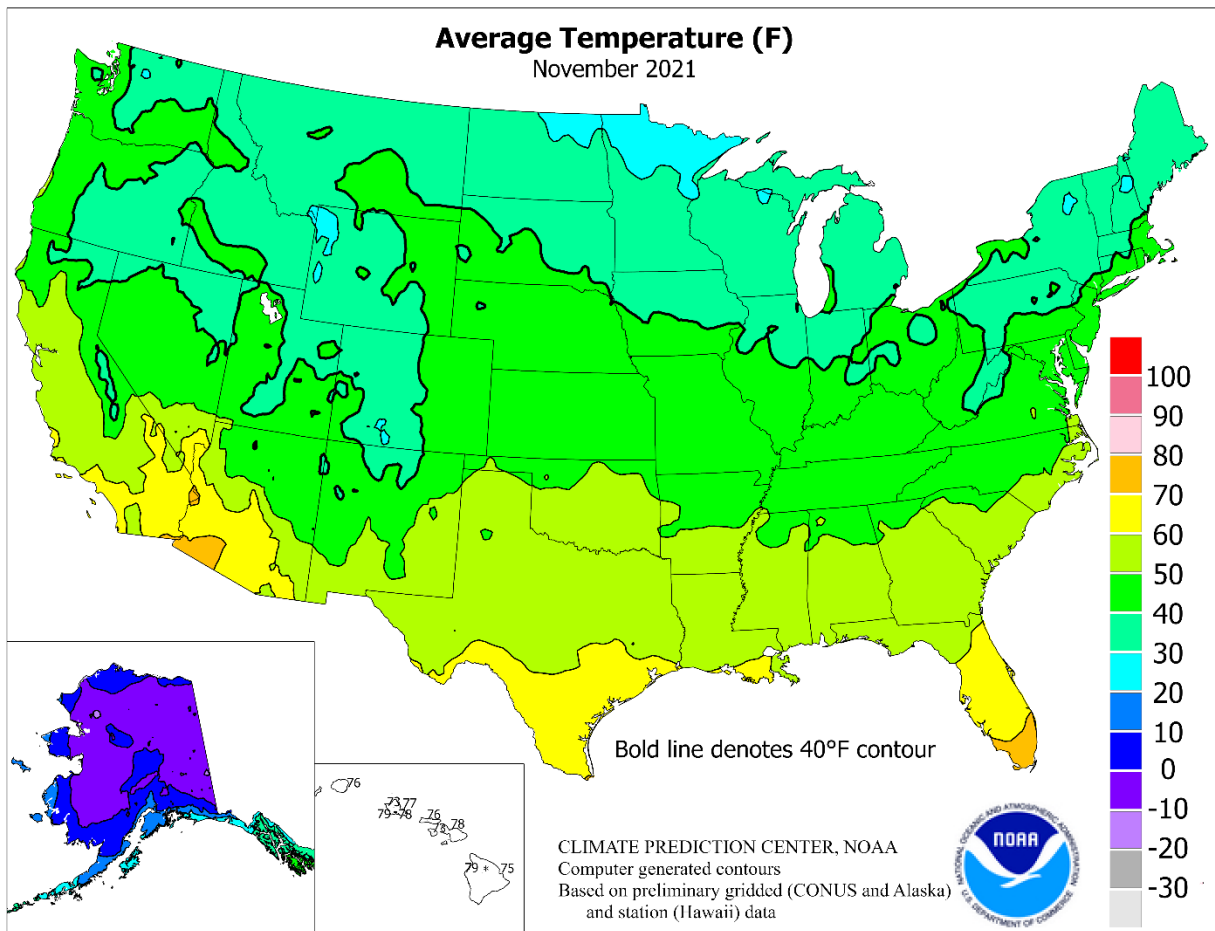 Average Temperature (F)
November 2021
100
90
80
70
60
50
40
30
20
10
0
-10
-20
-30
Bold line denotes 40°F contour
76
73 77
79 78
76
73 78
79 * 75
CLIMATE PREDICTION CENTER, NOAA
Computer generated contours
Based on preliminary gridded (CONUS and Alaska)
and station (Hawaii) data
NATIONAL OCEANIC AND ATMOSPHERIC ADMINISTRATION
NOAA
U.S. DEPARTMENT OF COMMERCE